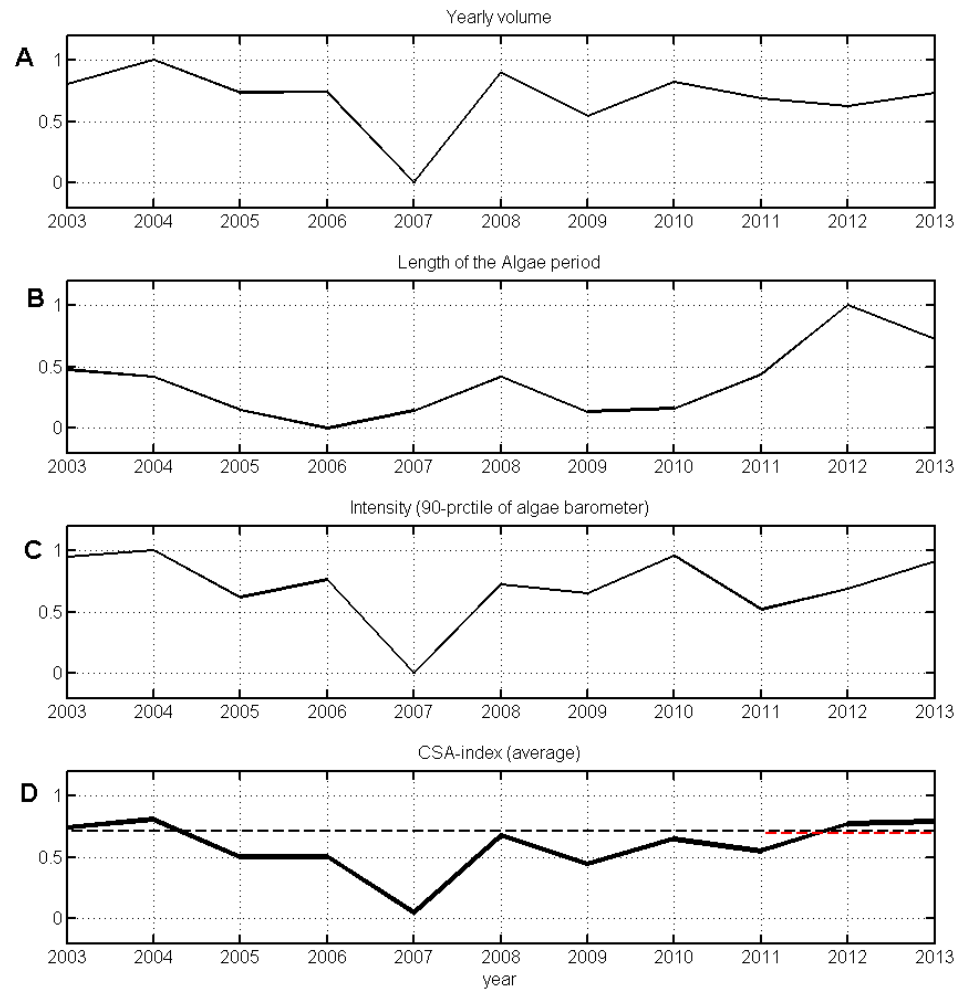 Yearly volume
A
1
0.5
0
2003 2004 2005 2006 2007 2008 2009 2010 2011 2012 2013
Length of the Algae period
B
1
0.5
0
2003 2004 2005 2006 2007 2008 2009 2010 2011 2012 2013
Intensity (90-prctile of algae barometer)
C
1
0.5
0
2003 2004 2005 2006 2007 2008 2009 2010 2011 2012 2013
CSA-index (average)
D
1
0.5
0
2003 2004 2005 2006 2007 2008 2009 2010 2011 2012 2013
year